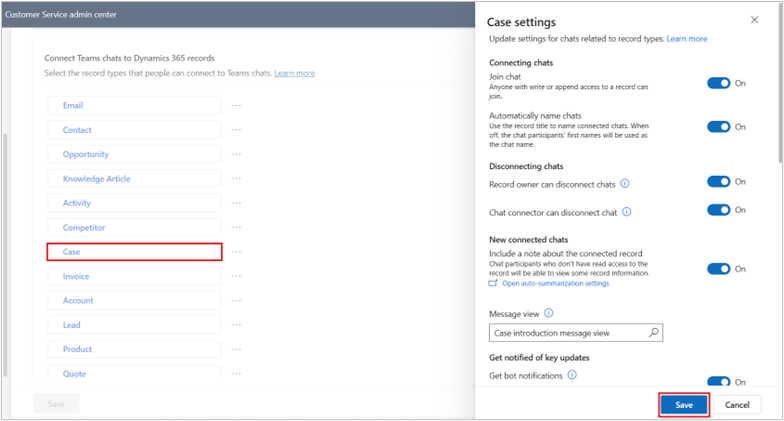 Customer Service admin center
Connect Teams chats to Dynamics 365 records
Select the record types that people can connect to Teams chats. Learn more
Email
Contact
Opportunity
Knowledge Article
Activity
Competitor
Case
Invoice
Account
Lead
Product
Quote
Save
Case settings
Update settings for chats related to record types. Learn more
Connecting chats
Join chat
Anyone with write or append access to a record can
join.
On
Automatically name chats
Use the record title to name connected chats. When
off, the chat participants' first names will be used as
the chat name.
On
Disconnecting chats
Record owner can disconnect chats
On
Chat connector can disconnect chat
On
New connected chats
Include a note about the connected record
Chat participants who don't have read access to the
record will be able to view some record information.
On
Open auto-summarization settings
Message view
Case introduction message view
Get notified of key updates
Get bot notifications
On
Save
Cancel